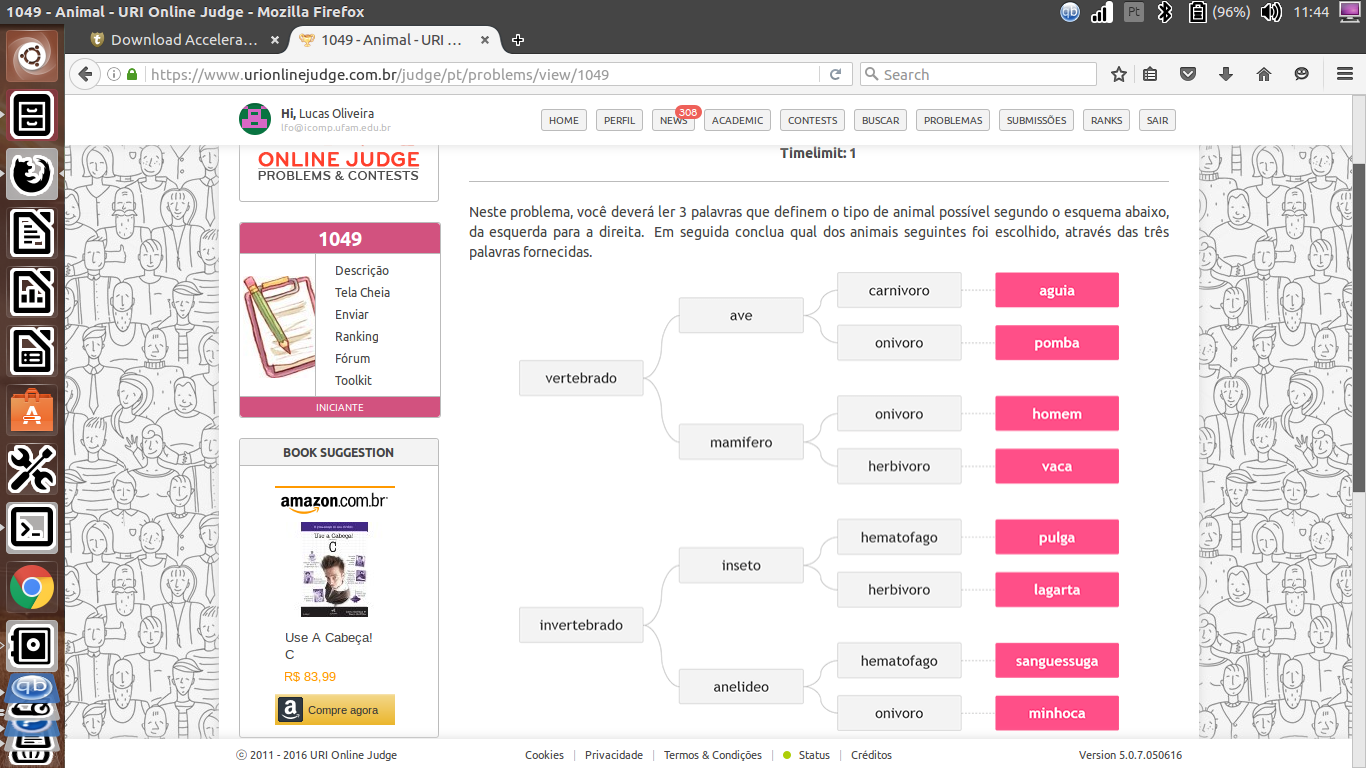 1049 - Animal - URI Online Judge - Mozilla Firefox
Pt
(96%)
11:44
Download Accelera...
1049 - Animal - URI ...
https://www.urionlinejudge.com.br/judge/pt/problems/view/1049
Search
Hi, Lucas Oliveira
lfo@icomp.ufam.edu.br
HOME
PERFIL
NEWS
308
ACADEMIC
CONTESTS
BUSCAR
PROBLEMAS
SUBMISSÕES
RANKS
SAIR
ONLINE JUDGE
PROBLEMS & CONTESTS
1049
Descrição
Tela Cheia
Enviar
Ranking
Fórum
Toolkit
INICIANTE
BOOK SUGGESTION
amazon.com.br
Use a Cabeça!
C
Use A Cabeça!
C
R$ 83,99
Compre agora
Timelimit: 1
Neste problema, você deverá ler 3 palavras que definem o tipo de animal possível segundo o esquema abaixo,
da esquerda para a direita. Em seguida conclua qual dos animais seguintes foi escolhido, através das três
palavras fornecidas.
vertebrado
ave
carnivoro
aguia
onivoro
pomba
mamifero
onivoro
homem
herbivoro
vaca
invertebrado
inseto
hematofago
pulga
herbivoro
lagarta
anelideo
hematofago
sanguessuga
onivoro
minhoca
© 2011 - 2016 URI Online Judge
Cookies
Privacidade
Termos & Condições
Status
Créditos
Version 5.0.7.050616